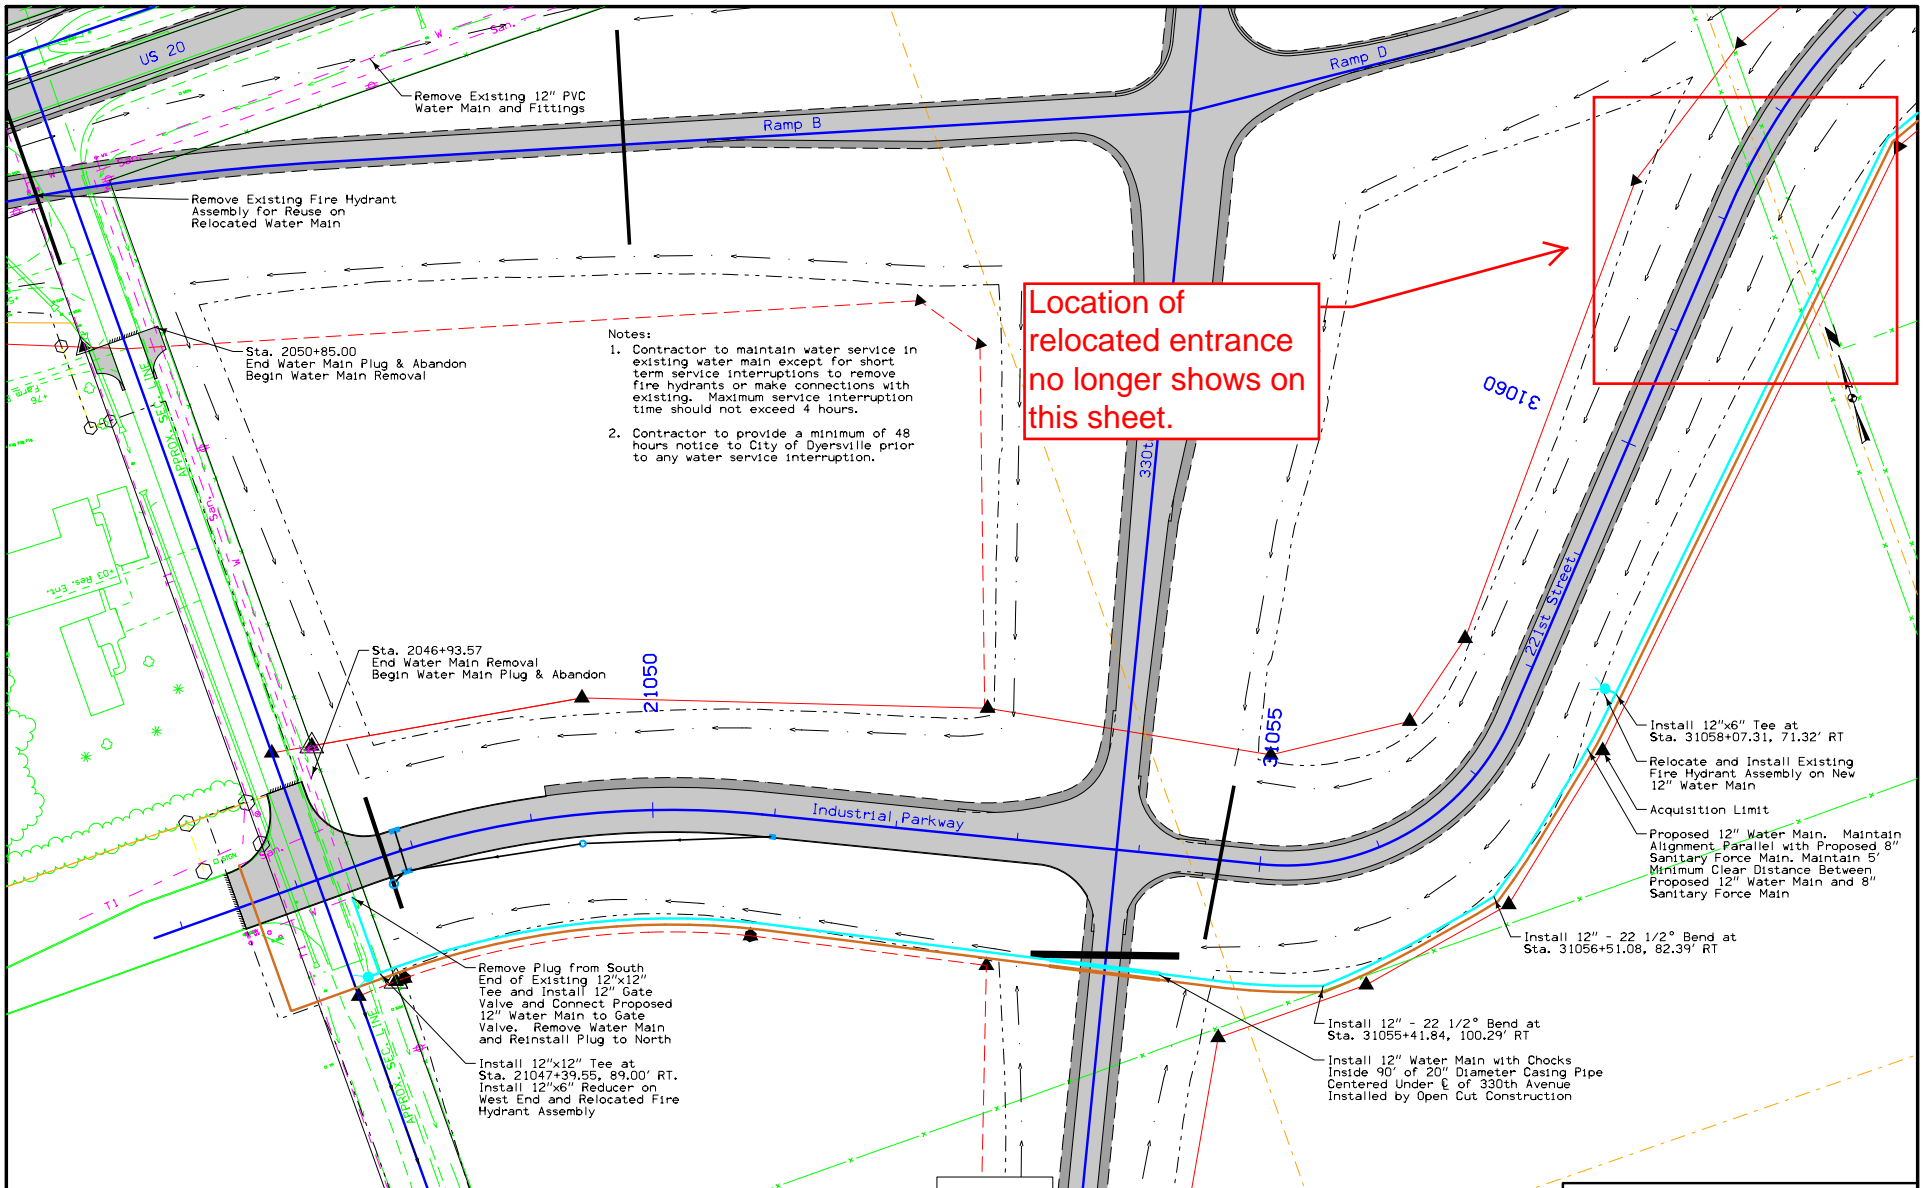 US 20
W
San.
Remove Existing 12" PVC
Water Main and Fittings
Ramp B
Ramp D
Remove Existing Fire Hydrant
Assembly for Reuse on
Relocated Water Main
Sta. 2050+85.00
End Water Main Plug & Abandon
Begin Water Main Removal
Notes:
1. Contractor to maintain water service in
existing water main except for short
term service interruptions to remove
fire hydrants or make connections with
existing. Maximum service interruption
time should not exceed 4 hours.
2. Contractor to provide a minimum of 48
hours notice to City of Dyersville prior
to any water service interruption.
Location of
relocated entrance
no longer shows on
this sheet.
31060
330t
APPROX. SEC. LINE
San.
W
+03 Res. Ent.
221st Street
Sta. 2046+93.57
End Water Main Removal
Begin Water Main Plug & Abandon
21050
31055
Install 12"x6" Tee at
Sta. 31058+07.31, 71.32' RT
Relocate and Install Existing
Fire Hydrant Assembly on New
12" Water Main
Acquisition Limit
Proposed 12" Water Main. Maintain
Alignment Parallel with Proposed 8"
Sanitary Force Main. Maintain 5'
Minimum Clear Distance Between
Proposed 12" Water Main and 8"
Sanitary Force Main
Industrial Parkway
T1
Install 12" - 22 1/2° Bend at
Sta. 31056+51.08, 82.39' RT
Remove Plug from South
End of Existing 12"x12"
Tee and Install 12" Gate
Valve and Connect Proposed
12" Water Main to Gate
Valve. Remove Water Main
and Reinstall Plug to North
Install 12" - 22 1/2° Bend at
Sta. 31055+41.84, 100.29' RT
Install 12"x12" Tee at
Sta. 21047+39.55, 89.00' RT.
Install 12"x6" Reducer on
West End and Relocated Fire
Hydrant Assembly
Install 12" Water Main with Chocks
Inside 90' of 20" Diameter Casing Pipe
Centered Under ℄ of 330th Avenue
Installed by Open Cut Construction
APPROX. SEC. LINE